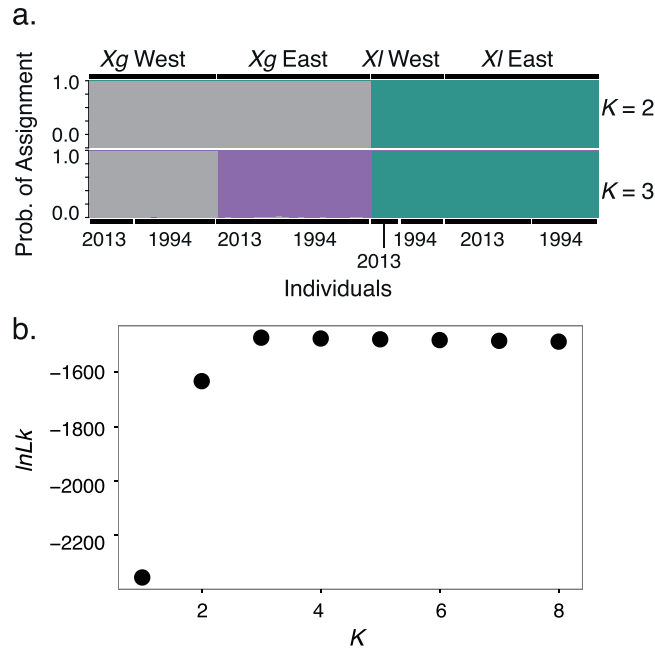 a.
Xg West Xg East Xl West Xl East
Prob. of Assignment
1.0
0.0
K = 2
1.0
0.0
K = 3
2013 1994 2013 1994 1994 2013 1994
2013
Individuals
b.
lnLk
−1600
−1800
−2000
−2200
2 4 6 8
K